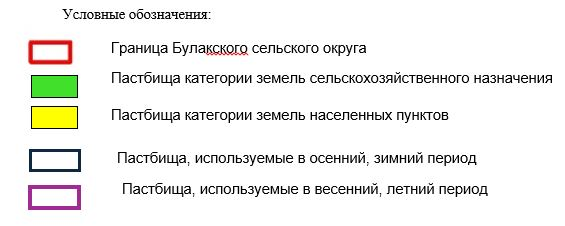 Условные обозначения:
Граница Булакского сельского округа
Пастбища категории земель сельскохозяйственного назначения
Пастбища категории земель населенных пунктов
Пастбища, используемые в осенний, зимний период
Пастбища, используемые в весенний, летний период